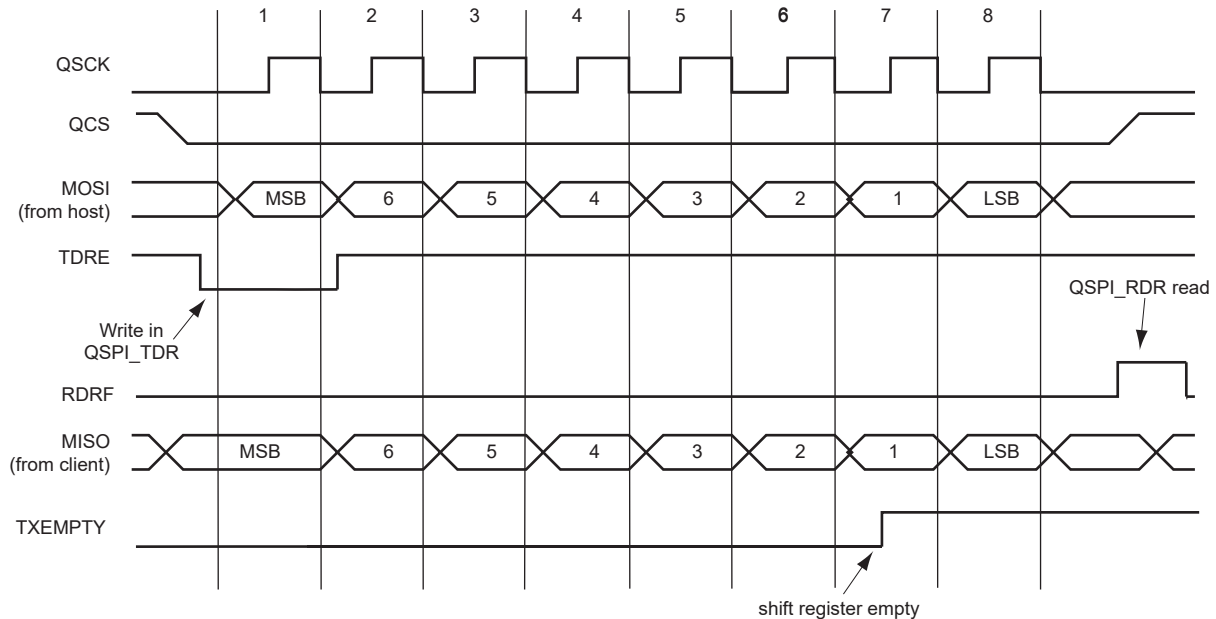 1 2 3 4 5 6 7 8
QSCK
QCS
MOSI
(from host)
MSB 6 5 4 3 2 1 LSB
TDRE
QSPI_RDR read
Write in
QSPI_TDR
RDRF
MISO
(from client)
MSB 6 5 4 3 2 1 LSB
TXEMPTY
shift register empty